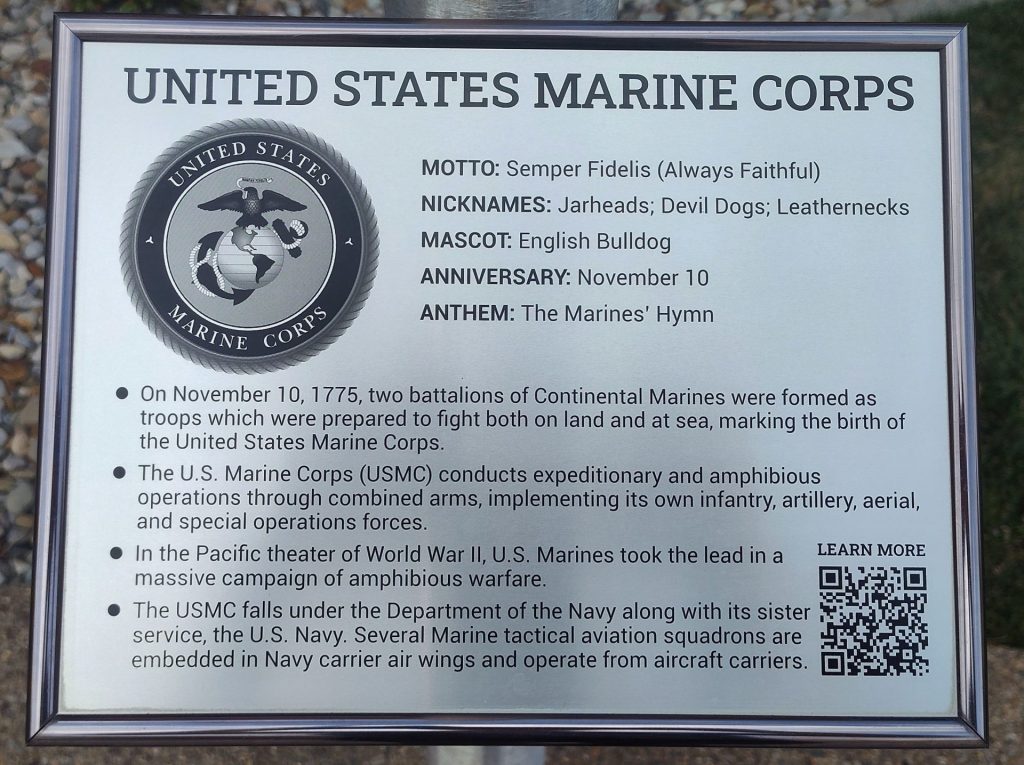 UNITED STATES MARINE CORPS
UNITED STATES
MARINE CORPS
MOTTO: Semper Fidelis (Always Faithful)
NICKNAMES: Jarheads; Devil Dogs; Leathernecks
MASCOT: English Bulldog
ANNIVERSARY: November 10
ANTHEM: The Marines' Hymn
● On November 10, 1775, two battalions of Continental Marines were formed as
troops which were prepared to fight both on land and at sea, marking the birth of
the United States Marine Corps.
● The U.S. Marine Corps (USMC) conducts expeditionary and amphibious
operations through combined arms, implementing its own infantry, artillery, aerial,
and special operations forces.
● In the Pacific theater of World War II, U.S. Marines took the lead in a
massive campaign of amphibious warfare.
● The USMC falls under the Department of the Navy along with its sister
service, the U.S. Navy. Several Marine tactical aviation squadrons are
embedded in Navy carrier air wings and operate from aircraft carriers.
LEARN MORE